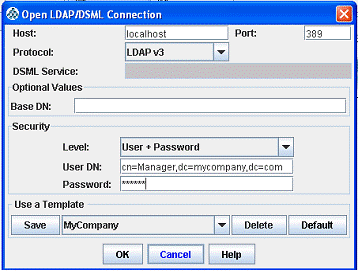 Open LDAP/DSML Connection
Host: localhost Port: 389
Protocol: LDAP v3
DSML Service:
Optional Values
Base DN:
Security
Level: User + Password
User DN: cn=Manager,dc=mycompany,dc=com
Password: ******
Use a Template
Save MyCompany Delete Default
OK Cancel Help